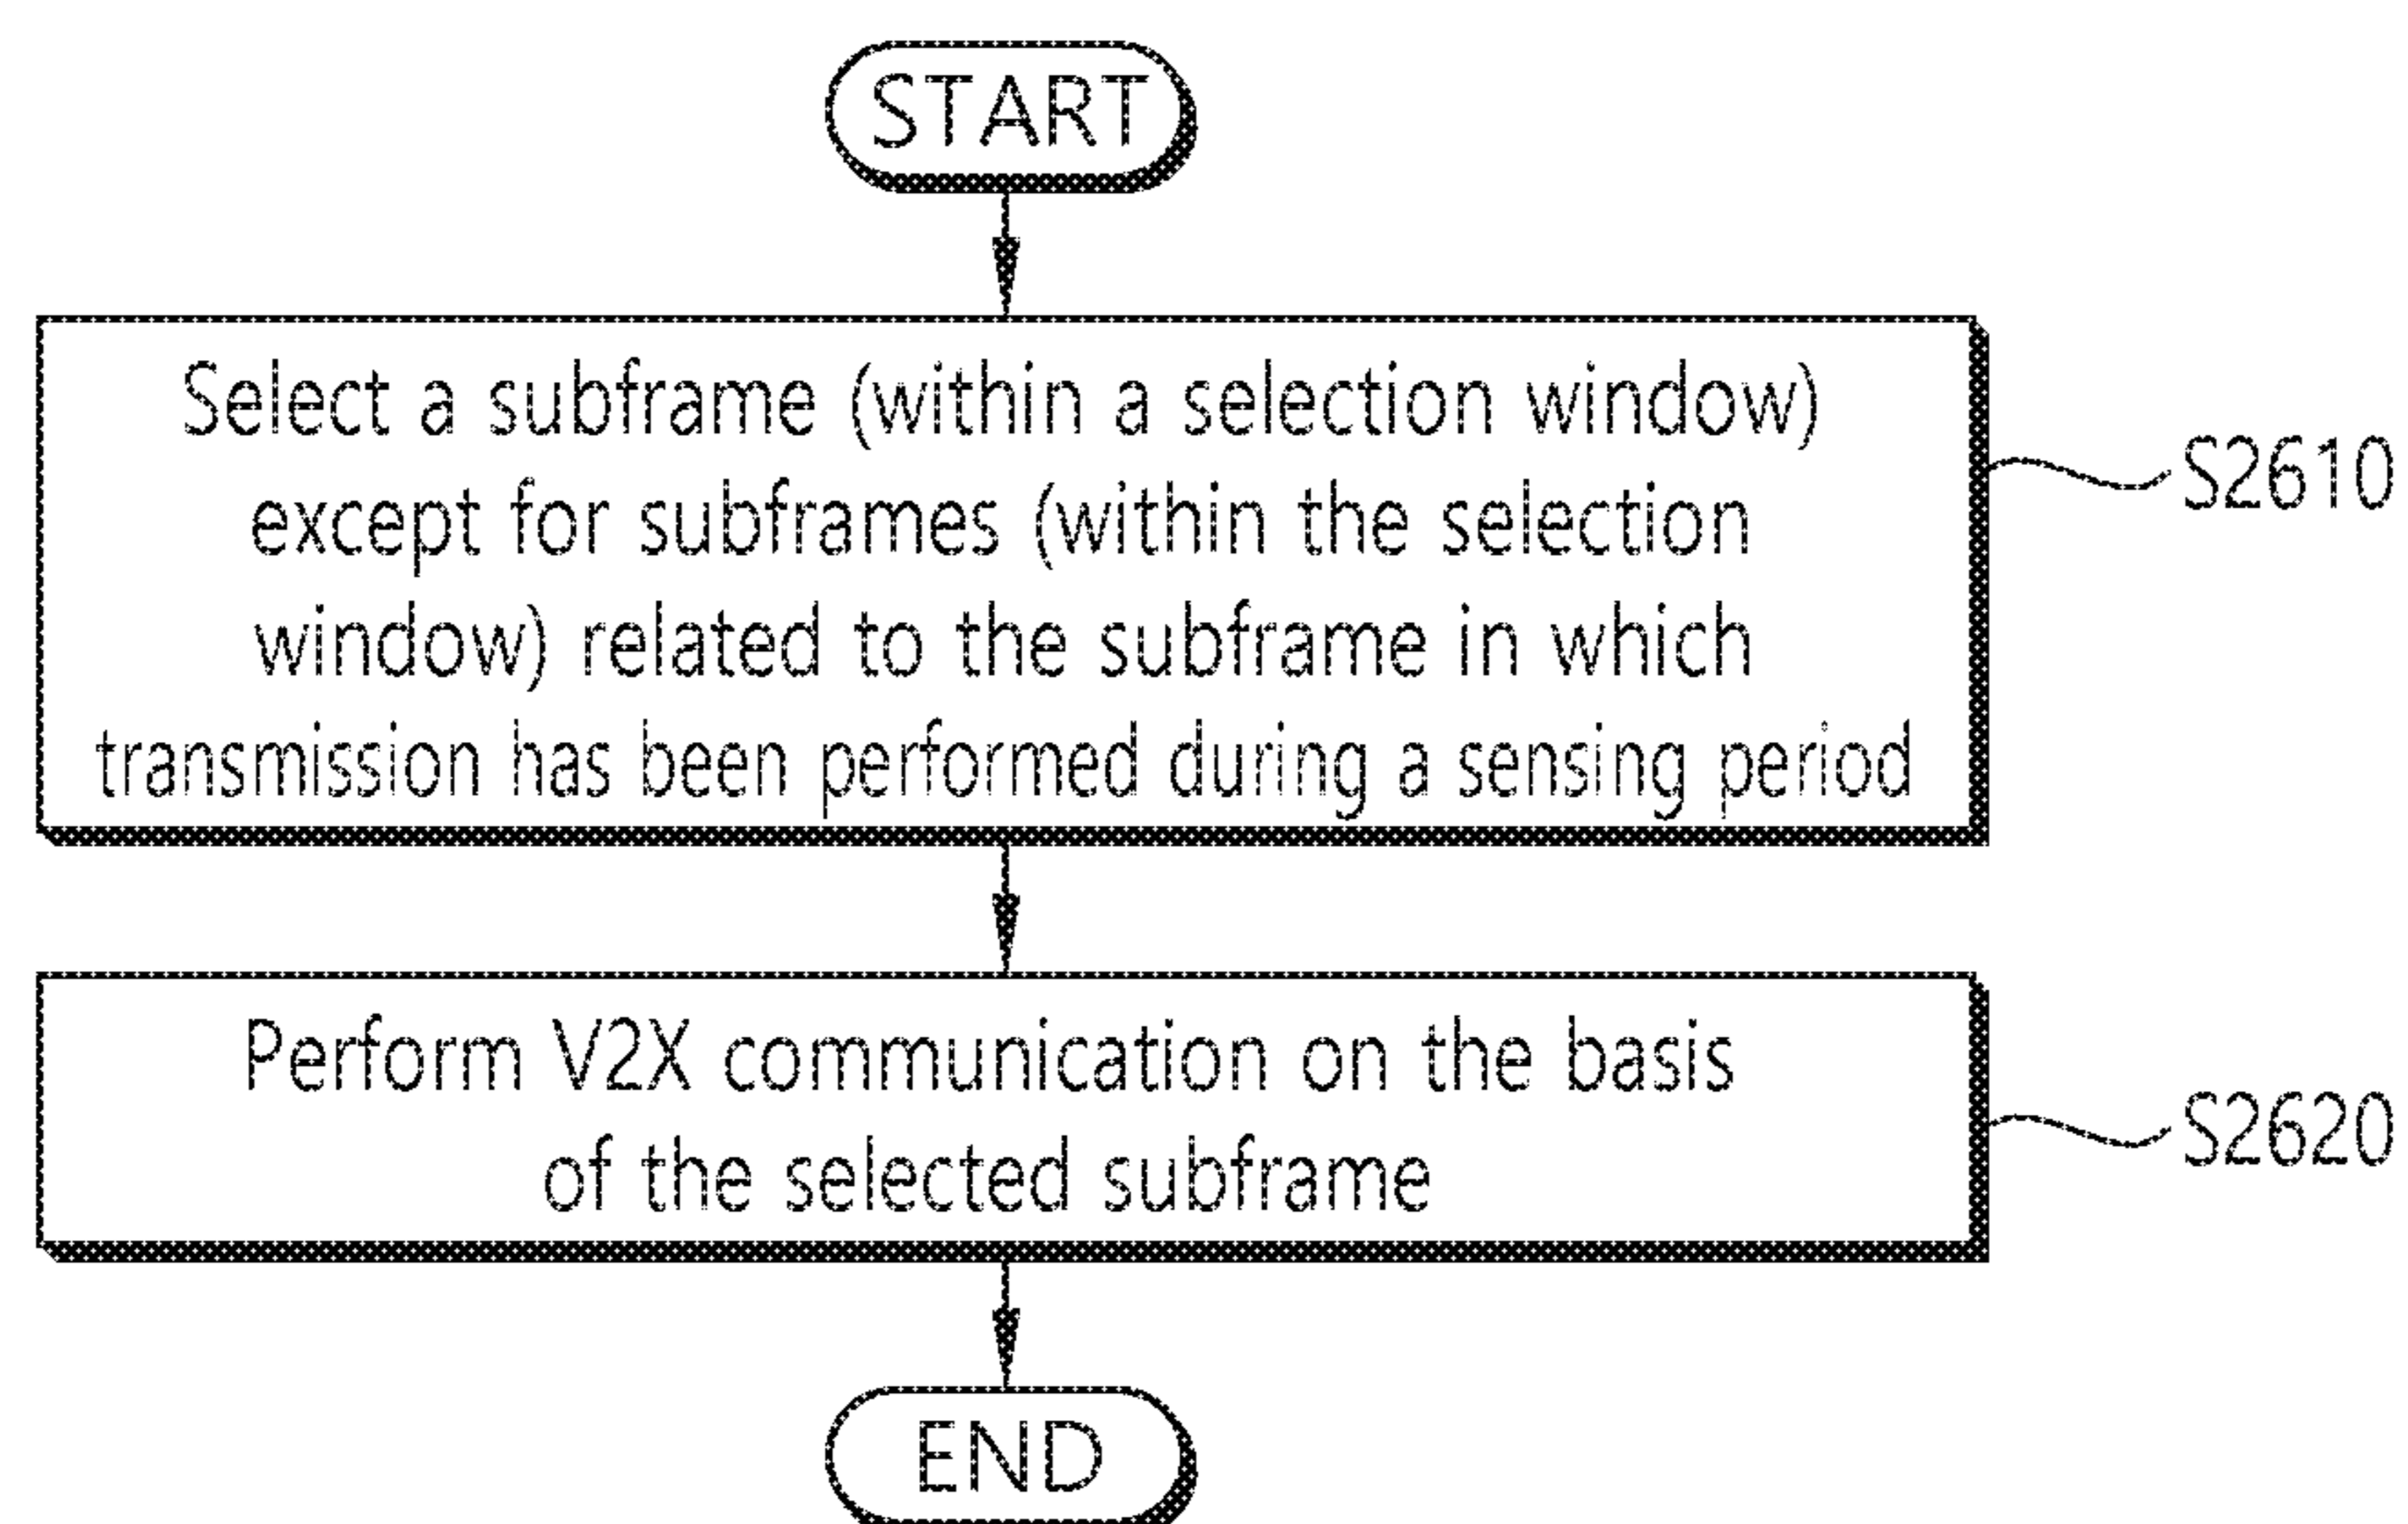 START
Select a subframe (within a selection window)
except for subframes (within the selection
window) related to the subframe in which
transmission has been performed during a sensing period
S2610
Perform V2X communication on the basis
of the selected subframe
S2620
END